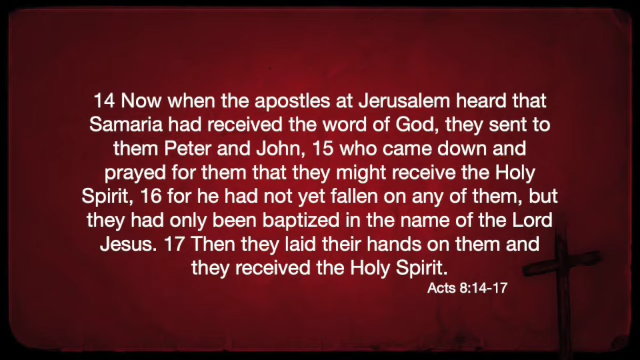 14 Now when the apostles at Jerusalem heard that
Samaria had received the word of God, they sent to
them Peter and John, 15 who came down and
prayed for them that they might receive the Holy
Spirit, 16 for he had not yet fallen on any of them, but
they had only been baptized in the name of the Lord
Jesus. 17 Then they laid their hands on them and
they received the Holy Spirit.
Acts 8:14-17